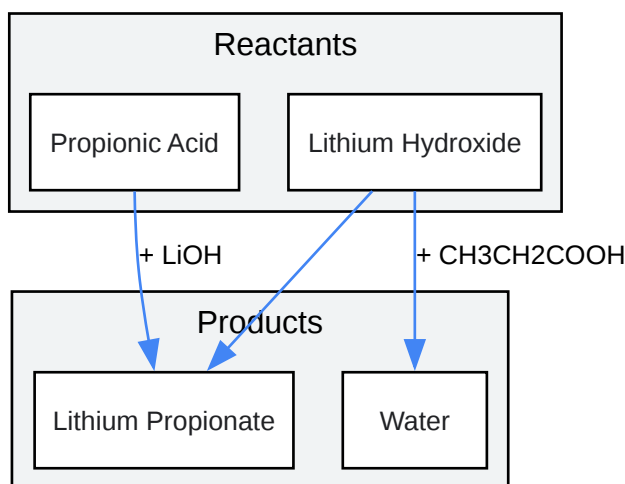 Reactants
Propionic Acid
Lithium Hydroxide
+ LiOH
+ CH3CH2COOH
Products
Lithium Propionate
Water